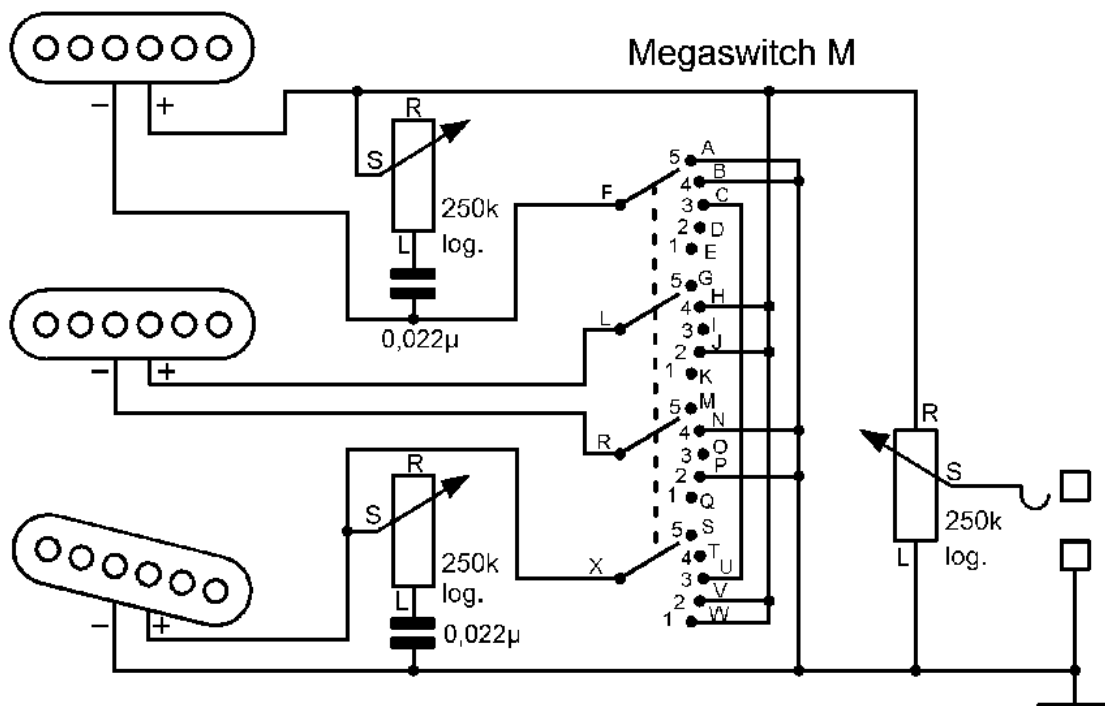 Megaswitch M
– +
R
S
250k
log.
L
0,022µ
F
5 A
4 B
3 C
2 D
1 E
L
5 G
4 H
3 I
2 J
1 K
– +
R
5 M
4 N
3 O
2 P
1 Q
R
S
250k
log.
L
0,022µ
X
5 S
4 T
3 U
2 V
1 W
– +
R
S
250k
log.
L